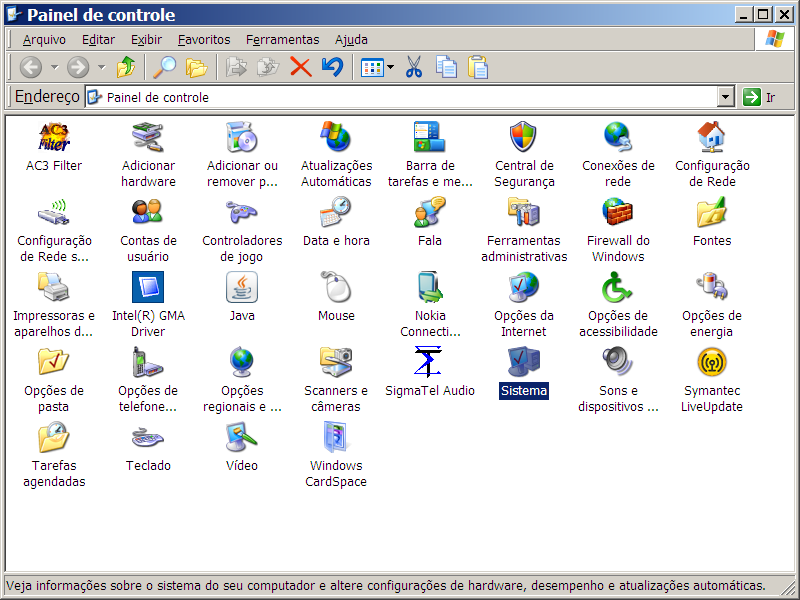 Painel de controle
Arquivo Editar Exibir Favoritos Ferramentas Ajuda
Endereço Painel de controle Ir
AC3 Filter
AC3 Filter
Adicionar hardware
Adicionar ou remover p...
Atualizações Automáticas
Barra de tarefas e me...
Central de Segurança
Conexões de rede
Configuração de Rede
Configuração de Rede s...
Contas de usuário
Controladores de jogo
Data e hora
Fala
Ferramentas administrativas
Firewall do Windows
Fontes
Impressoras e aparelhos d...
Intel(R) GMA Driver
Java
Mouse
Nokia Connecti...
Opções da Internet
Opções de acessibilidade
Opções de energia
Opções de pasta
Opções de telefone...
Opções regionais e ...
Scanners e câmeras
SigmaTel Audio
Sistema
Sons e dispositivos ...
Symantec LiveUpdate
Tarefas agendadas
Teclado
Vídeo
Windows CardSpace
Veja informações sobre o sistema do seu computador e altere configurações de hardware, desempenho e atualizações automáticas.